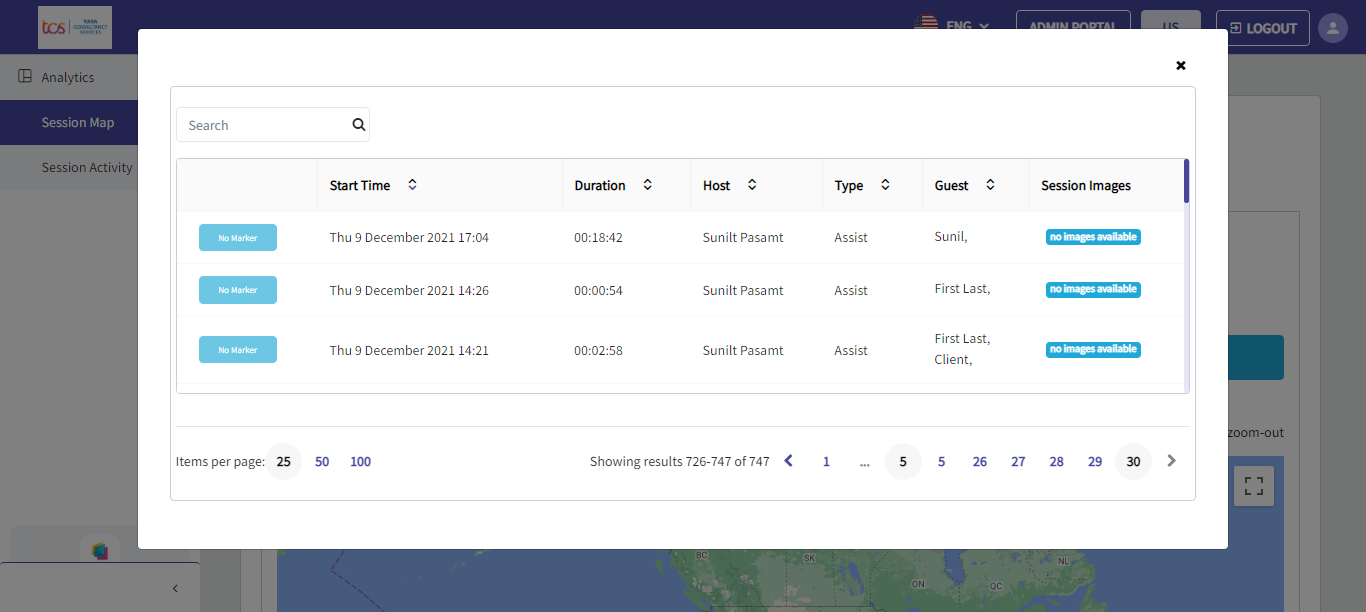 tcs TATA CONSULTANCY SERVICES
ENG
ADMIN PORTAL
US
LOGOUT
Analytics
Session Map
Session Activity
Search
Start Time Duration Host Type Guest Session Images
No Marker Thu 9 December 2021 17:04 00:18:42 Sunilt Pasamt Assist Sunil, no images available
No Marker Thu 9 December 2021 14:26 00:00:54 Sunilt Pasamt Assist First Last, no images available
No Marker Thu 9 December 2021 14:21 00:02:58 Sunilt Pasamt Assist First Last, Client, no images available
zoom-out
Items per page: 25 50 100 Showing results 726-747 of 747 1 ... 5 5 26 27 28 29 30
BC
SK
NL
ON
QC